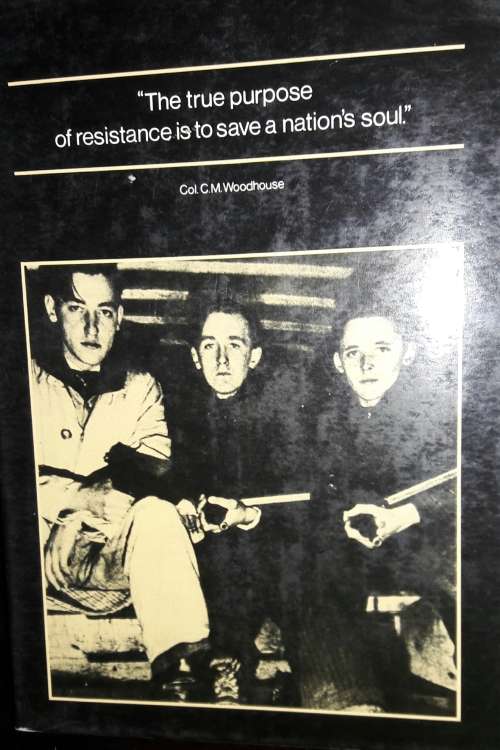 “The true purpose
of resistance is to save a nation's soul.”
Col. C.M. Woodhouse